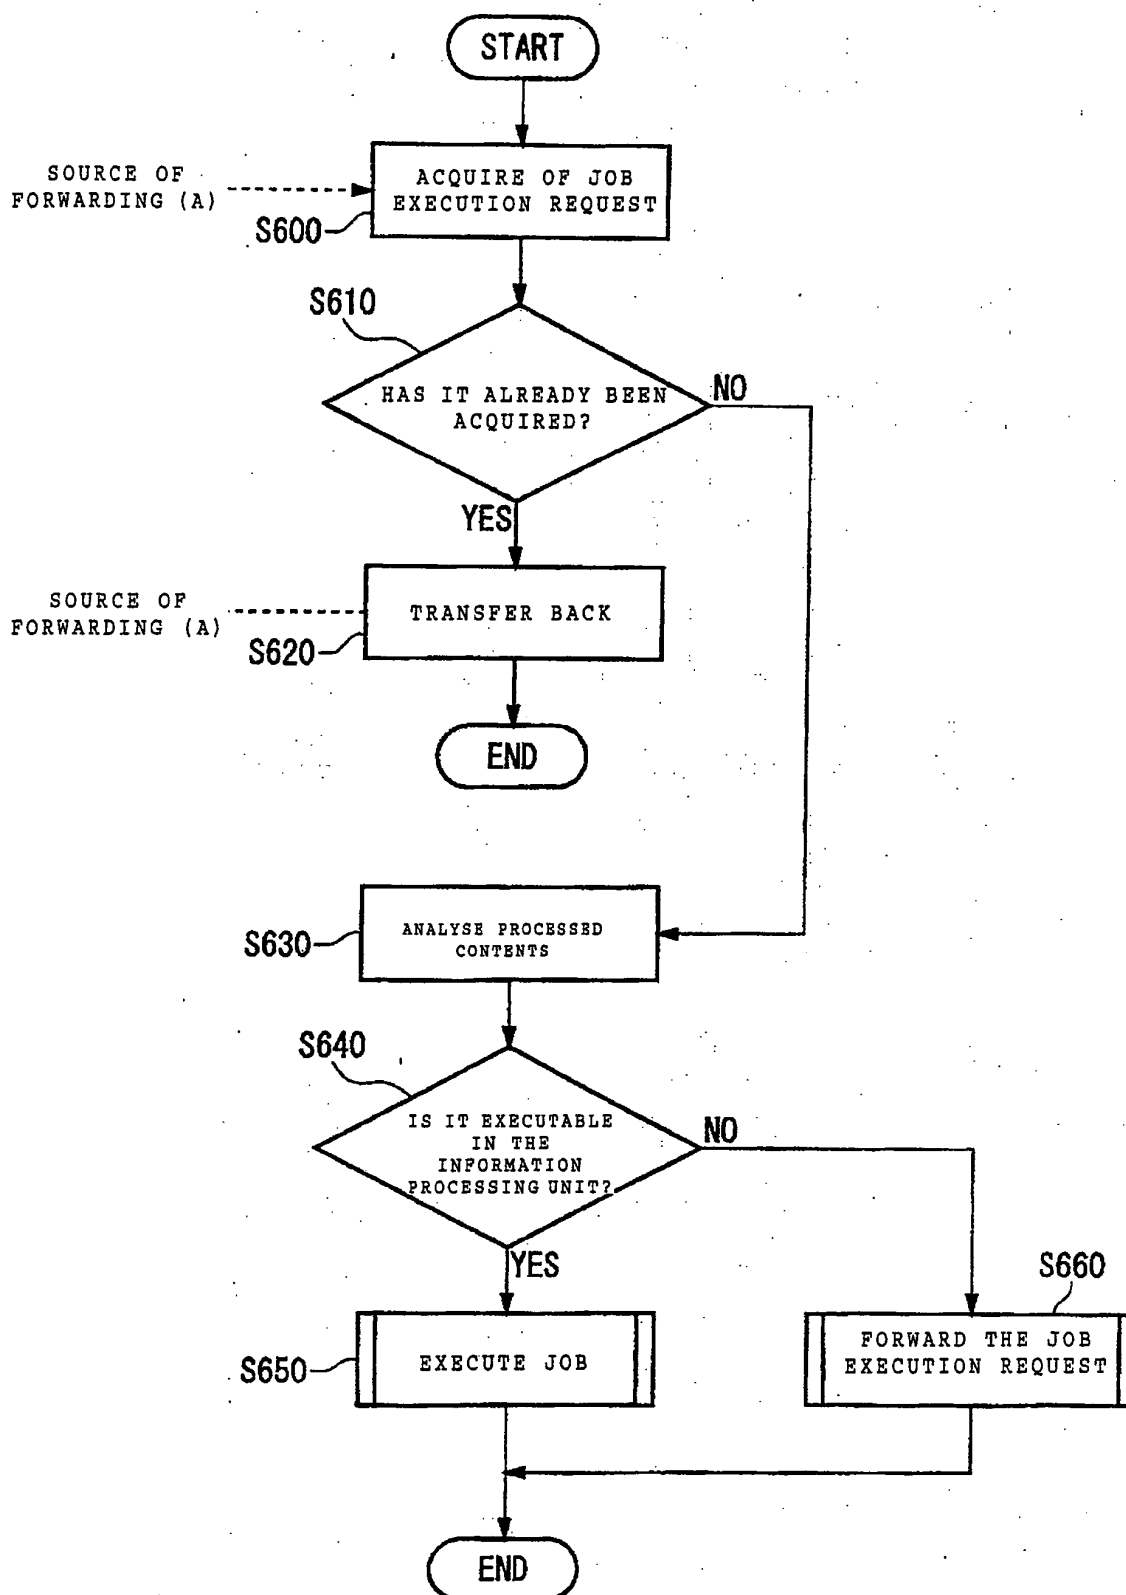 START
SOURCE OF
FORWARDING (A)
ACQUIRE OF JOB
EXECUTION REQUEST
S600
S610
HAS IT ALREADY BEEN
ACQUIRED?
NO
YES
SOURCE OF
FORWARDING (A)
TRANSFER BACK
S620
END
S630
ANALYSE PROCESSED
CONTENTS
S640
IS IT EXECUTABLE
IN THE
INFORMATION
PROCESSING UNIT?
NO
YES
S660
S650
EXECUTE JOB
FORWARD THE JOB
EXECUTION REQUEST
END